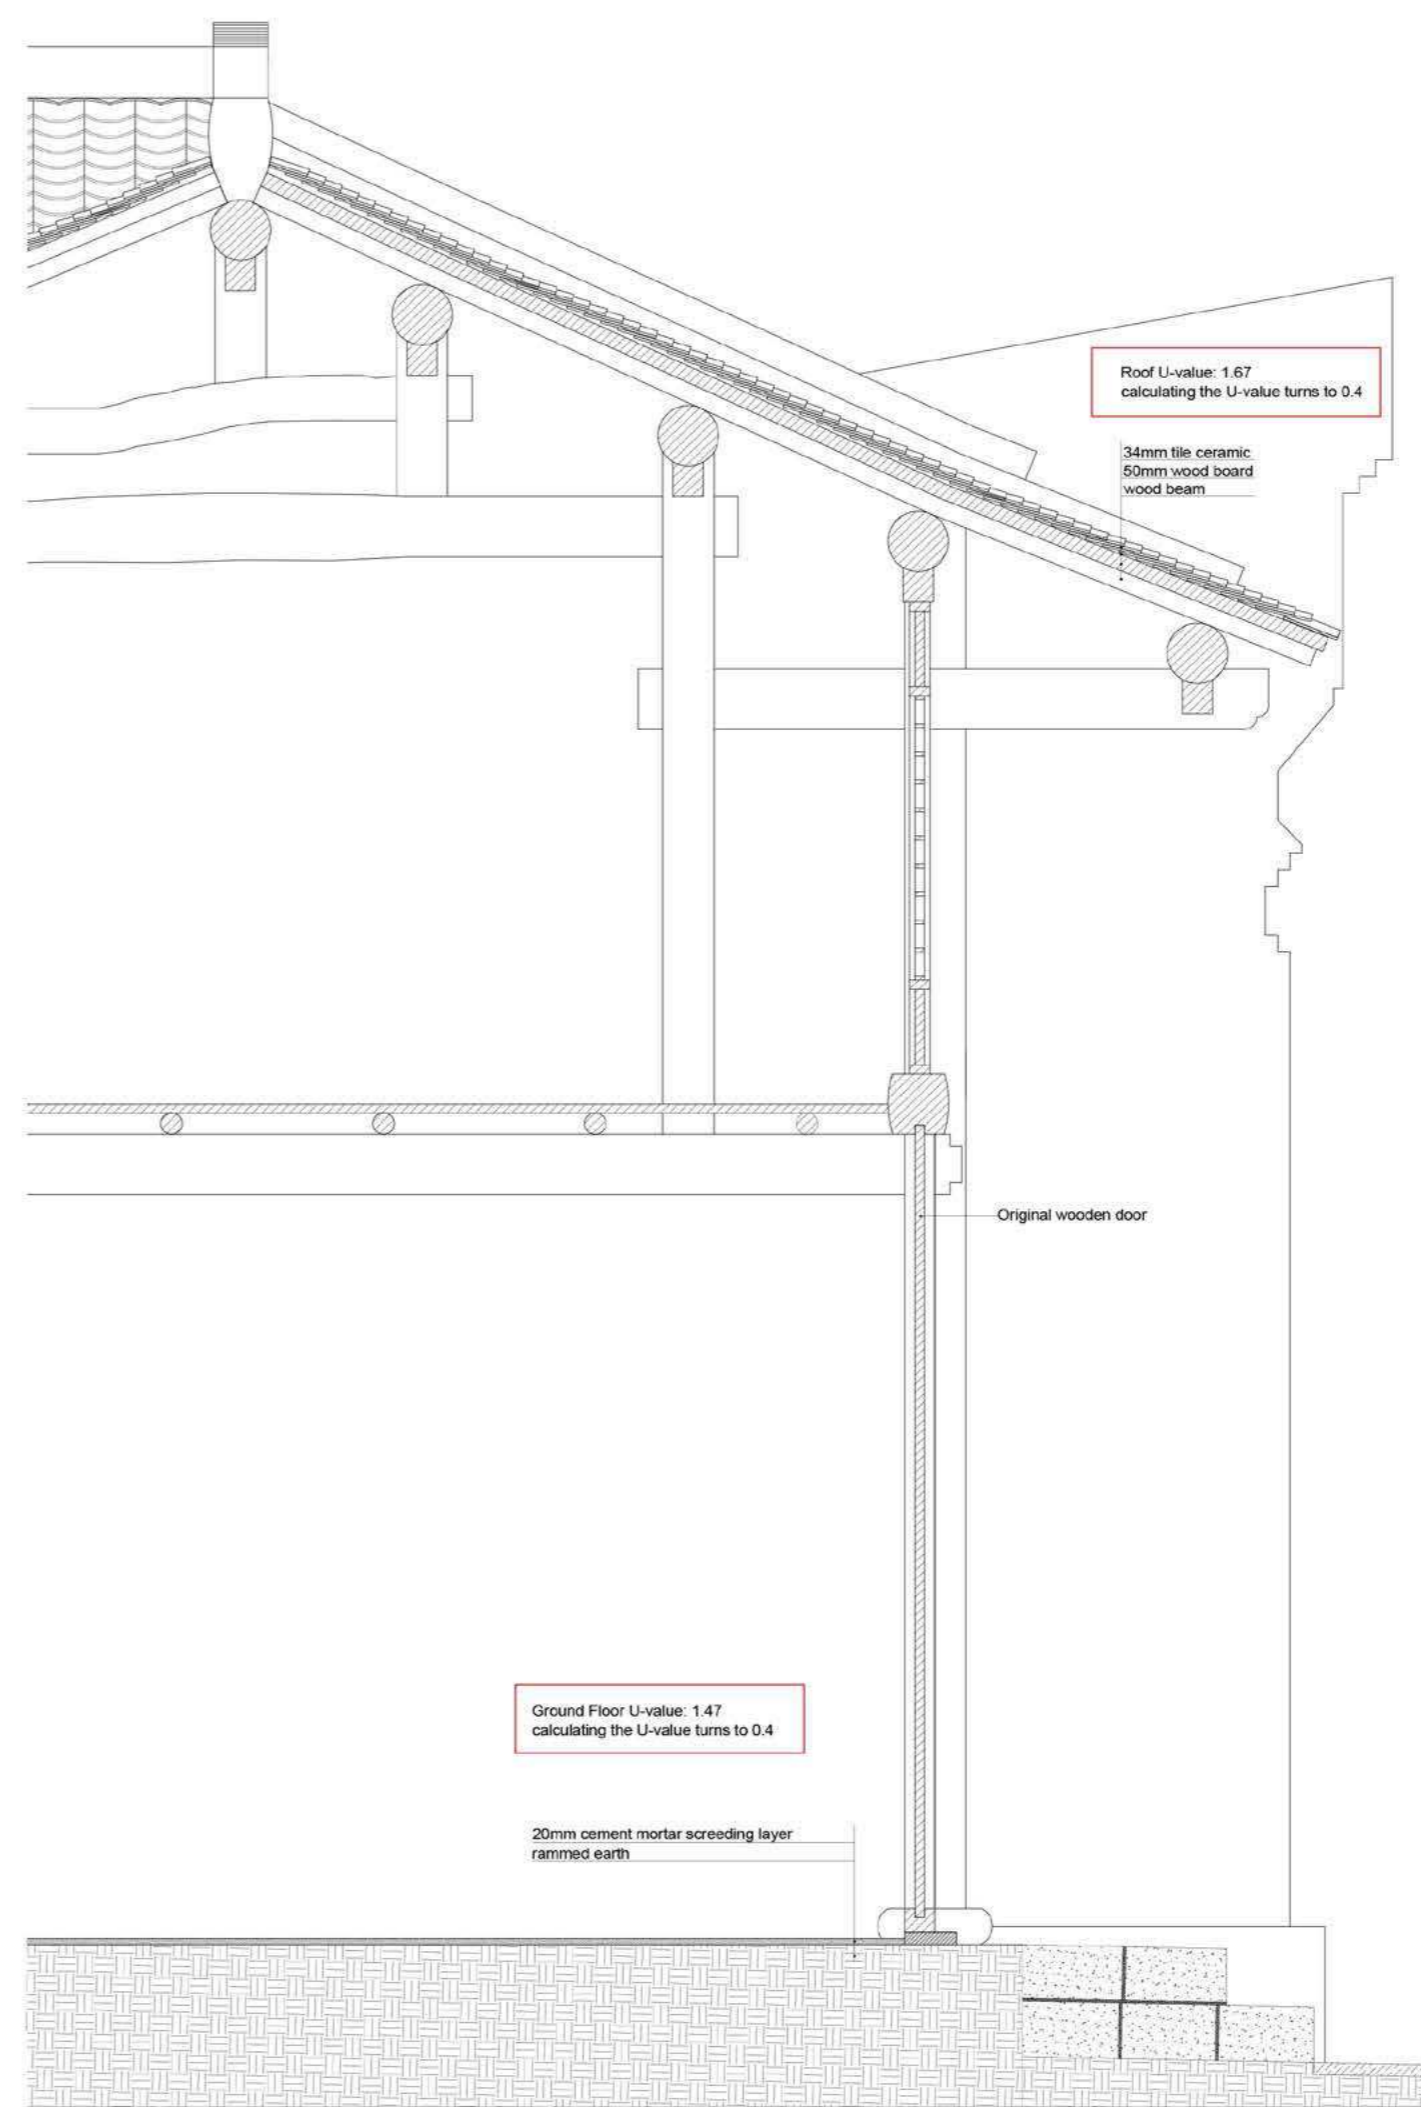 Roof U-value: 1.67
calculating the U-value turns to 0.4
34mm tile ceramic
50mm wood board
wood beam
Original wooden door
Ground Floor U-value: 1.47
calculating the U-value turns to 0.4
20mm cement mortar screeding layer
rammed earth